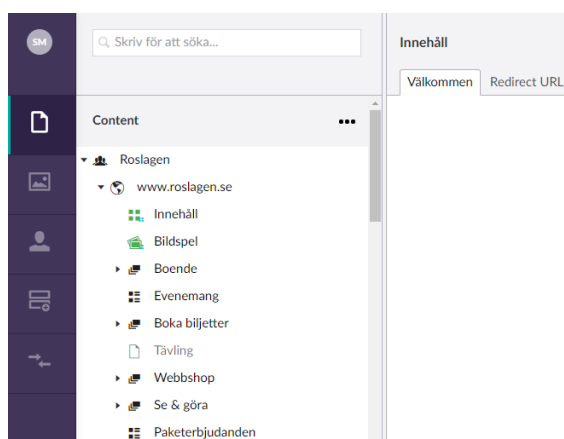 SM
Skriv för att söka...
Innehåll
Välkommen
Redirect URL
Content
Roslagen
www.roslagen.se
Innehåll
Bildspel
Boende
Evenemang
Boka biljetter
Tävling
Webbshop
Se & göra
Paketerbjudanden